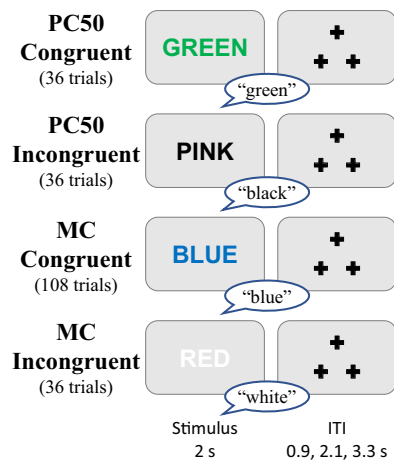 PC50
Congruent
(36 trials)
GREEN
“green”
PC50
Incongruent
(36 trials)
PINK
“black”
MC
Congruent
(108 trials)
BLUE
“blue”
MC
Incongruent
(36 trials)
RED
“white”
Stimulus
2 s
ITI
0.9, 2.1, 3.3 s